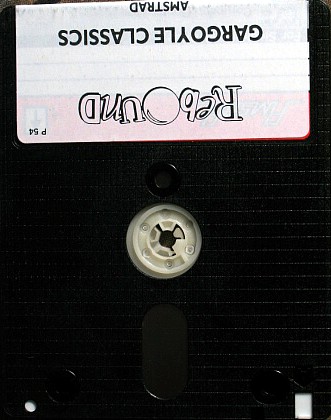 P 54
REBOUND
GARGOYLE CLASSICS
AMSTRAD